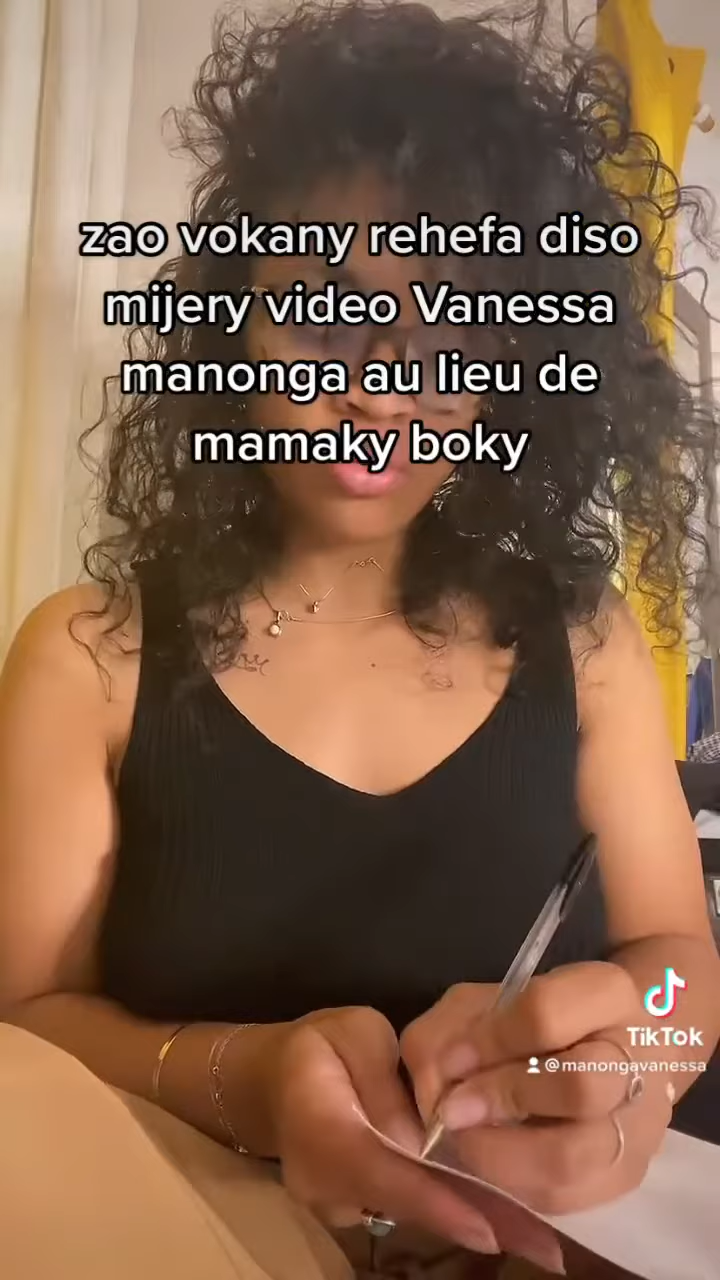 zao vokany rehefa diso
mijery video Vanessa
manonga au lieu de
mamaky boky
TikTok
@manongavanessa